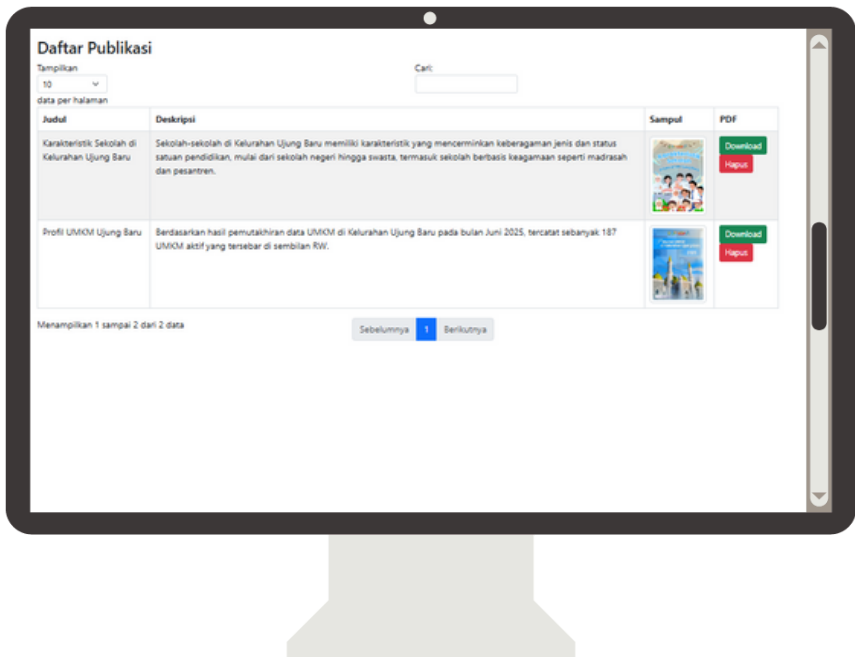 Daftar Publikasi
Tampilkan
Cari:
10
data per halaman
Judul
Deskripsi
Sampul
PDF
Karakteristik Sekolah di
Kelurahan Ujung Baru
Sekolah-sekolah di Kelurahan Ujung Baru memiliki karakteristik yang mencerminkan keberagaman jenis dan status
satuan pendidikan, mulai dari sekolah negeri hingga swasta, termasuk sekolah berbasis keagamaan seperti madrasah
dan pesantren.
Download
Hapus
Profil UMKM Ujung Baru
Berdasarkan hasil pemutakhiran data UMKM di Kelurahan Ujung Baru pada bulan Juni 2025, tercatat sebanyak 187
UMKM aktif yang tersebar di sembilan RW.
Download
Hapus
Menampilkan 1 sampai 2 dari 2 data
Sebelumnya 1 Berikutnya